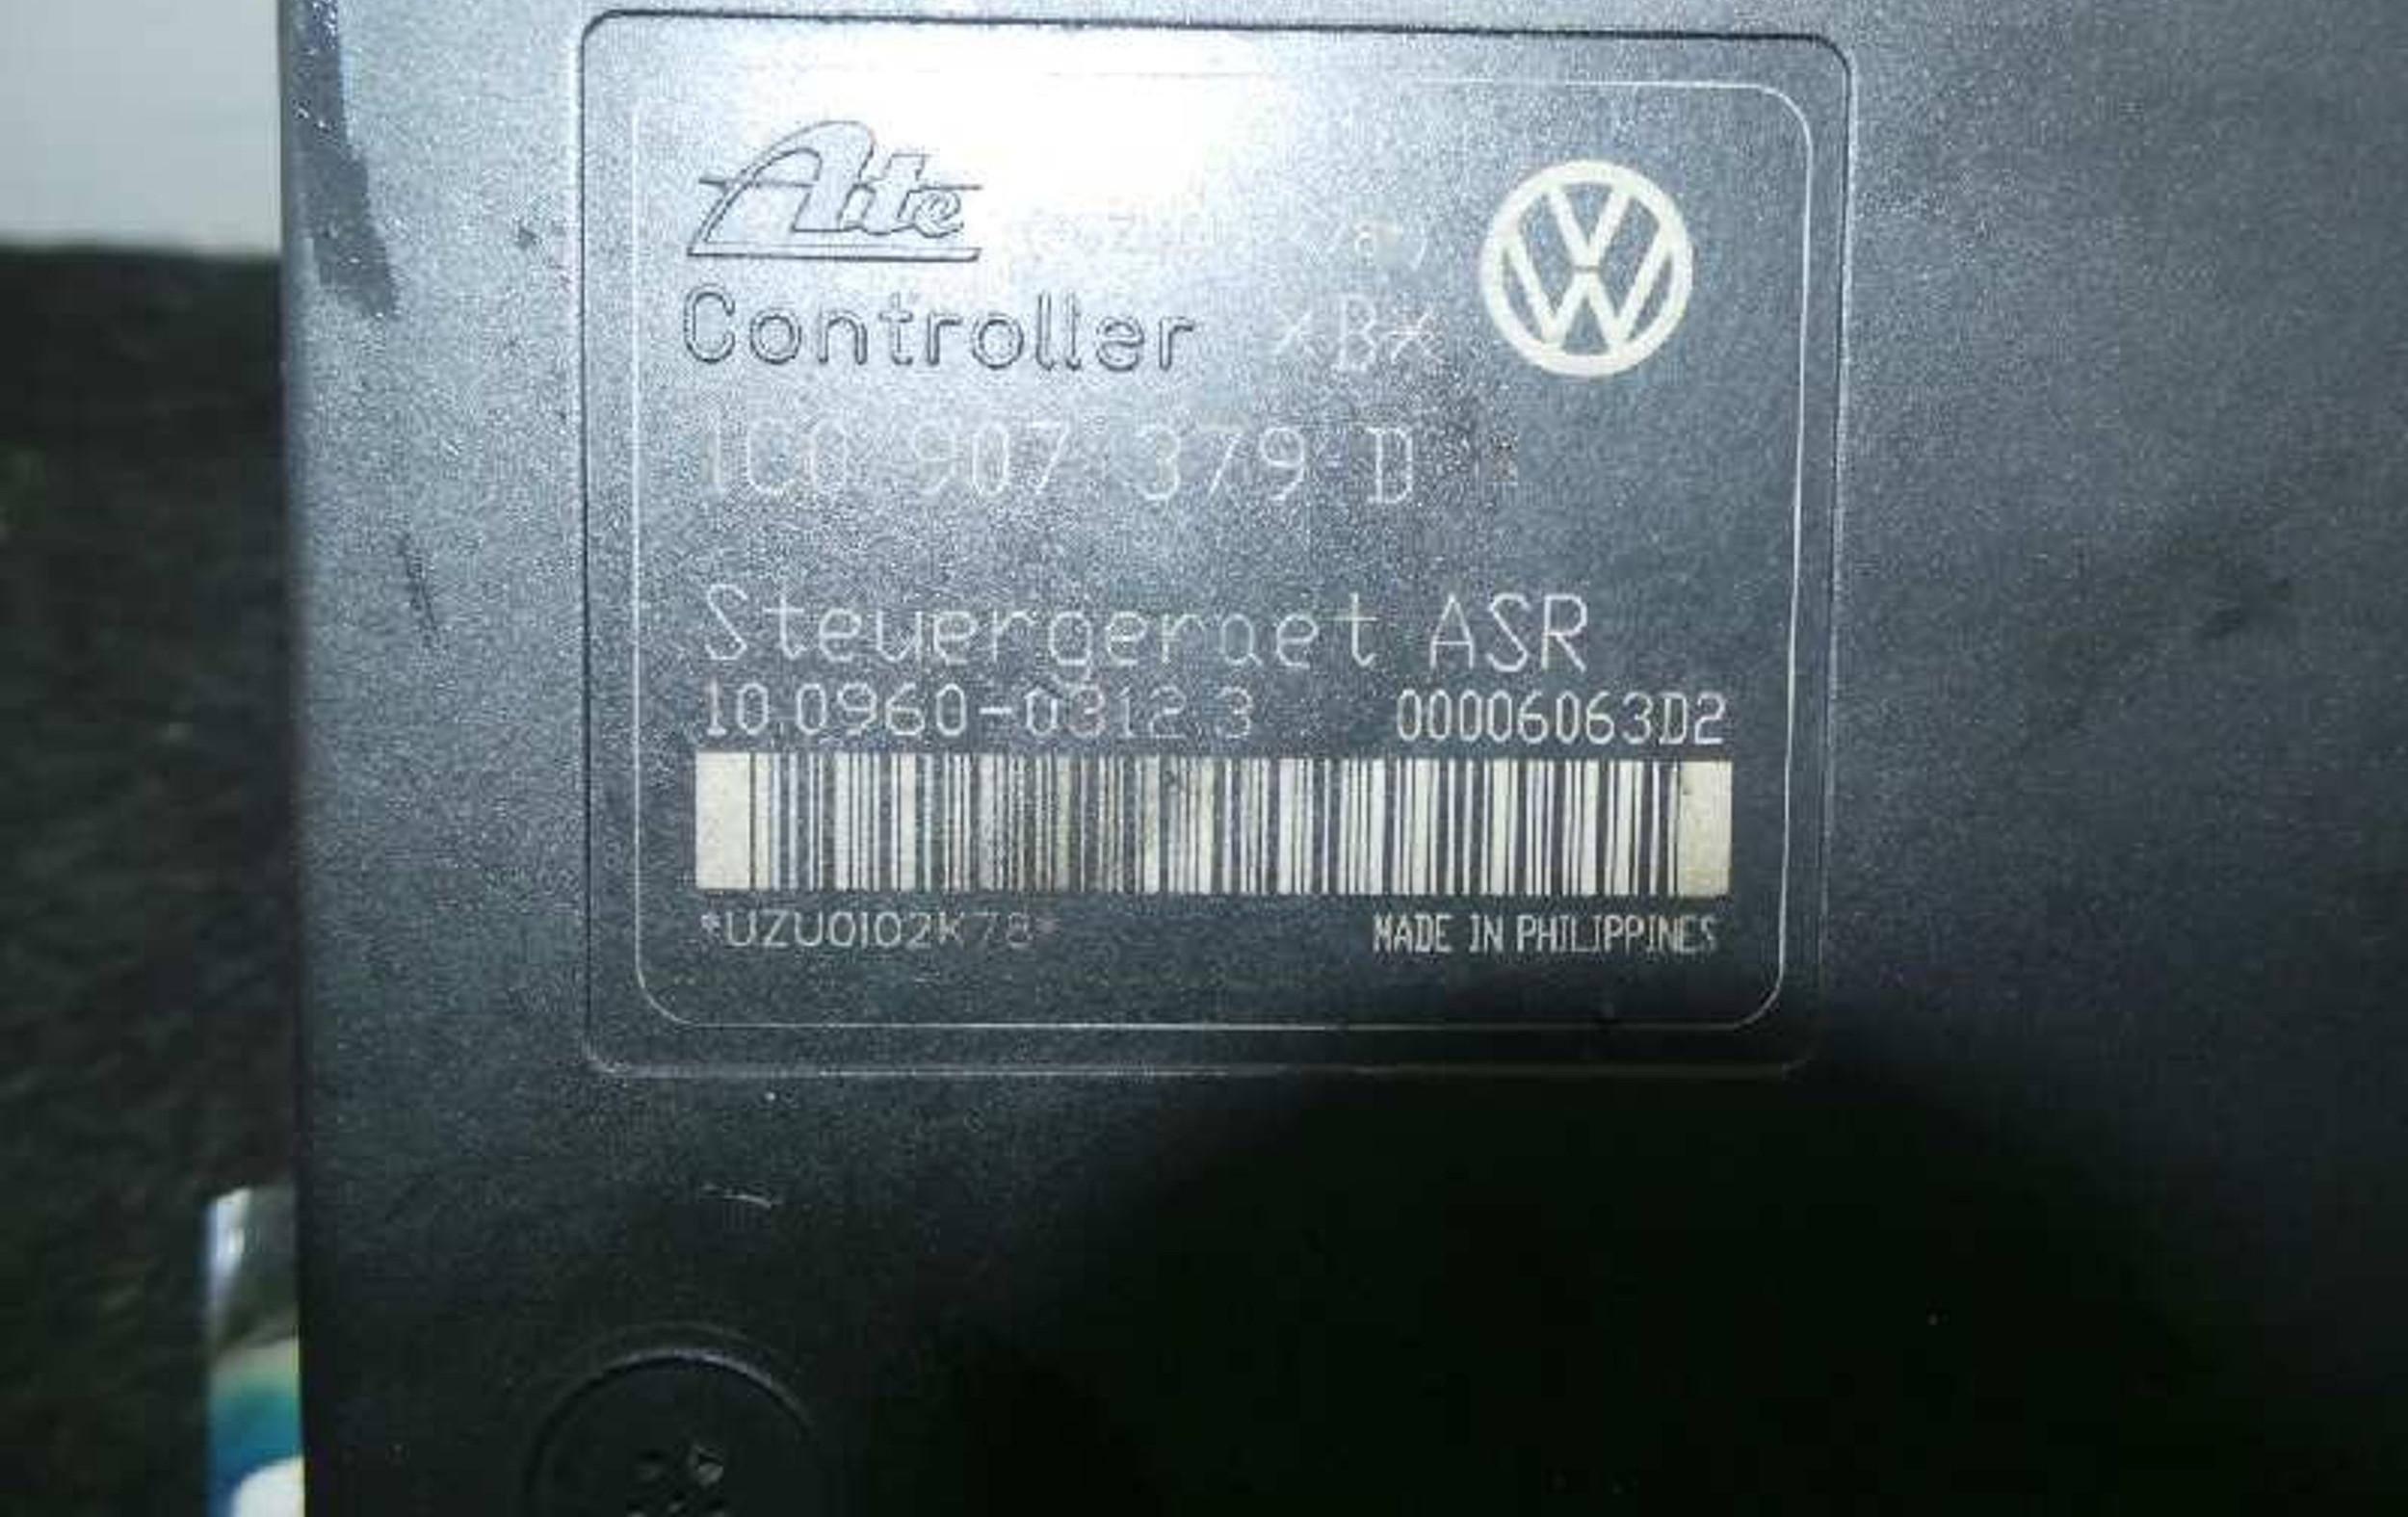 Ate
Controller *B*
1C0 907 379 D
Steuergeraet ASR
10.0960-0312.3 00006063D2
*UZU0102K78*
MADE IN PHILIPPINES